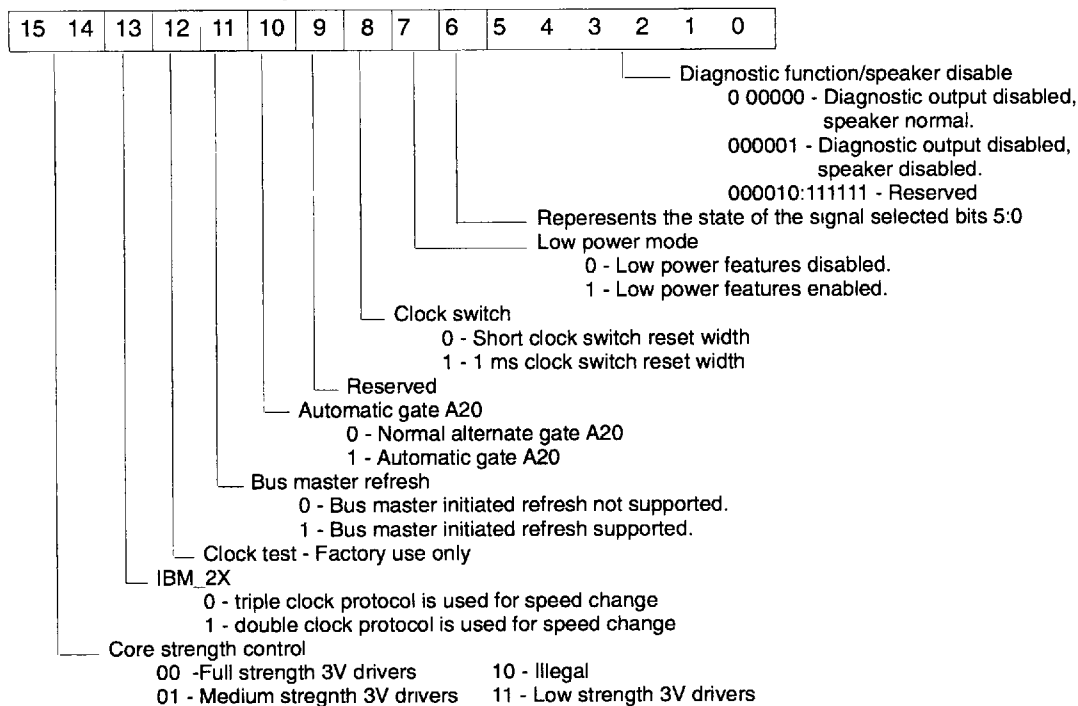 15 14 13 12 11 10 9 8 7 6 5 4 3 2 1 0
Diagnostic function/speaker disable
0 00000 - Diagnostic output disabled,
speaker normal.
000001 - Diagnostic output disabled,
speaker disabled.
000010:111111 - Reserved
Reperesents the state of the signal selected bits 5:0
Low power mode
0 - Low power features disabled.
1 - Low power features enabled.
Clock switch
0 - Short clock switch reset width
1 - 1 ms clock switch reset width
Reserved
Automatic gate A20
0 - Normal alternate gate A20
1 - Automatic gate A20
Bus master refresh
0 - Bus master initiated refresh not supported.
1 - Bus master initiated refresh supported.
Clock test - Factory use only
IBM_2X
0 - triple clock protocol is used for speed change
1 - double clock protocol is used for speed change
Core strength control
00 -Full strength 3V drivers 10 - Illegal
01 - Medium stregnth 3V drivers 11 - Low strength 3V drivers